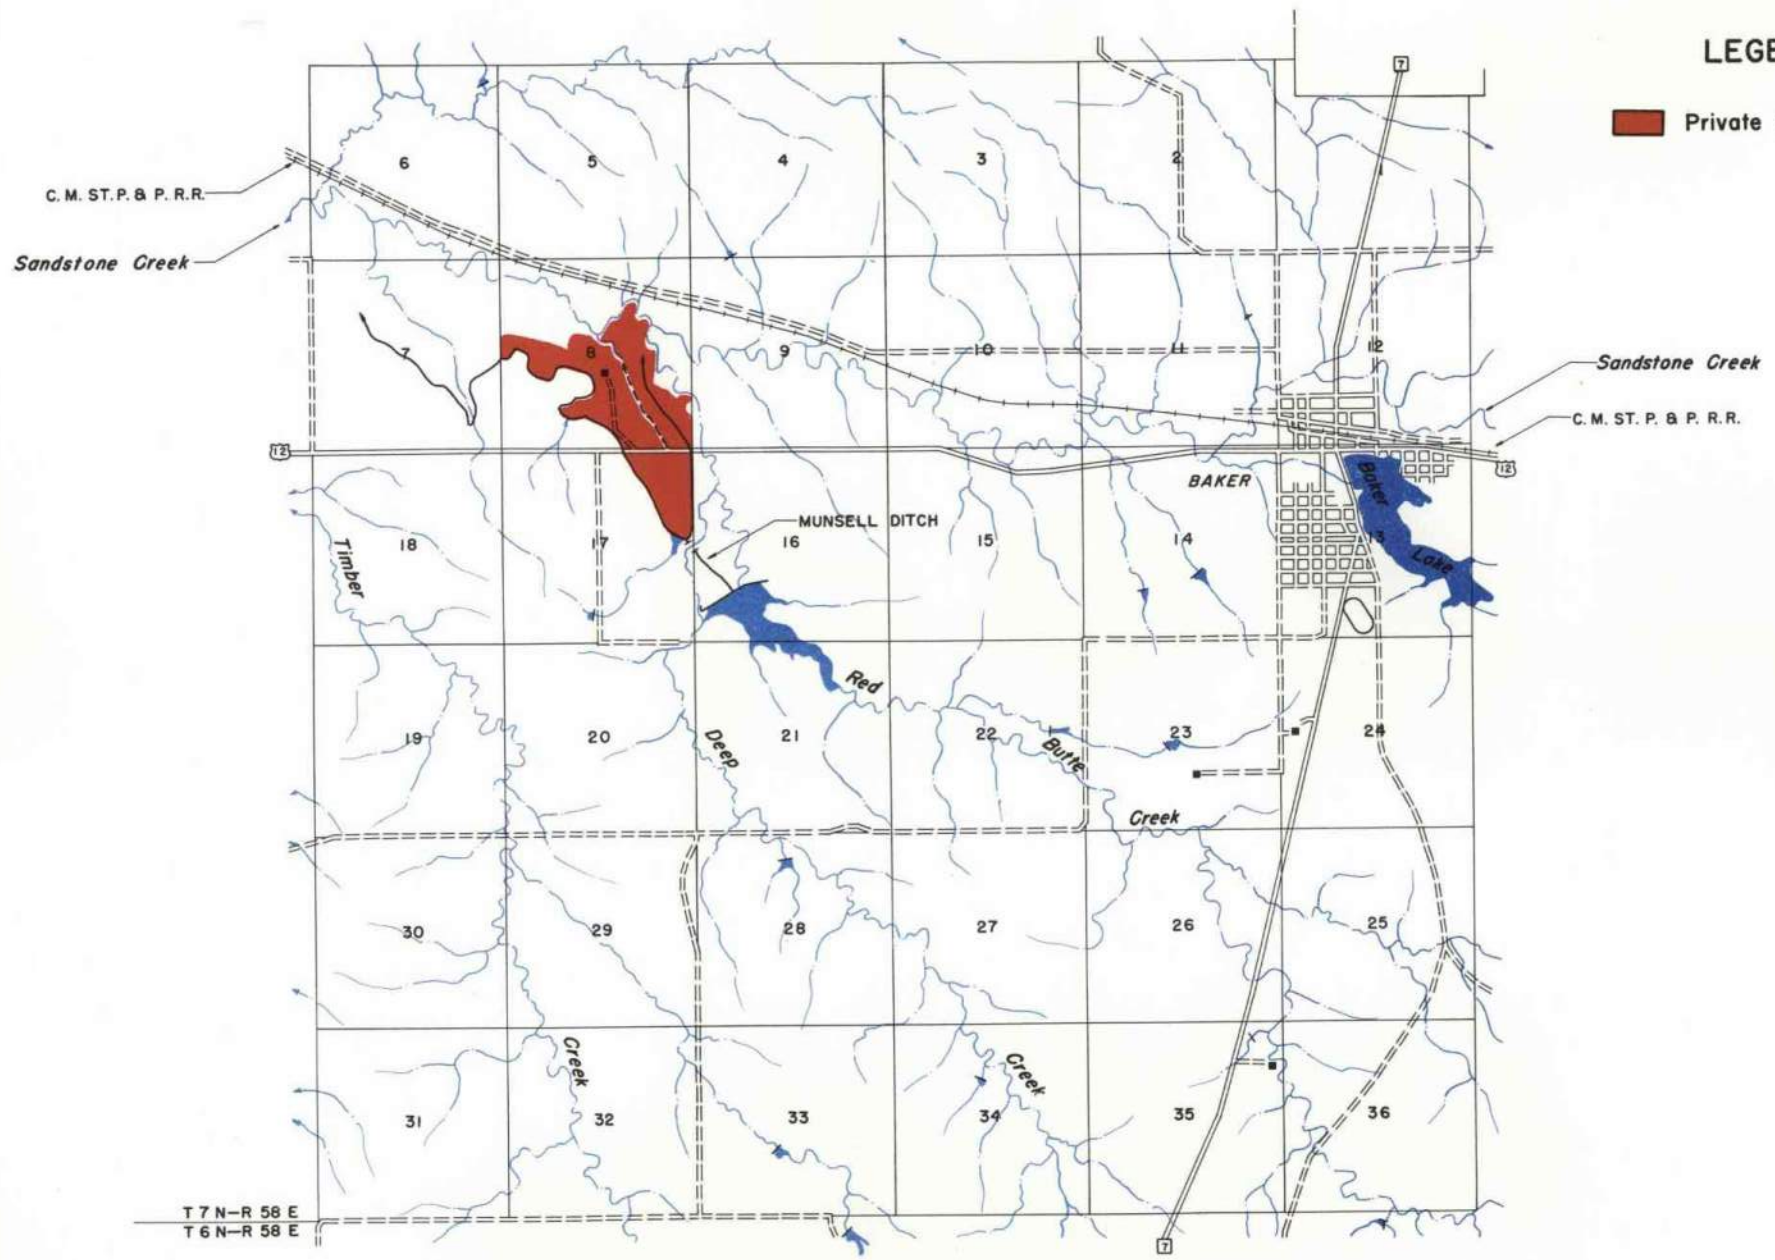 LEGE
Private
7
6
5
4
3
2
C. M. ST. P. & P. R.R.
Sandstone Creek
7
8
9
10
11
12
Sandstone Creek
C. M. ST. P. & P. R.R.
12
12
BAKER
Baker
Lake
MUNSELL DITCH
18
17
16
15
14
13
Timber
Red
19
20
Deep
21
22
Butte
23
24
Creek
30
29
28
27
26
25
Creek
Creek
31
32
33
34
35
36
T 7 N–R 58 E
T 6 N–R 58 E
7